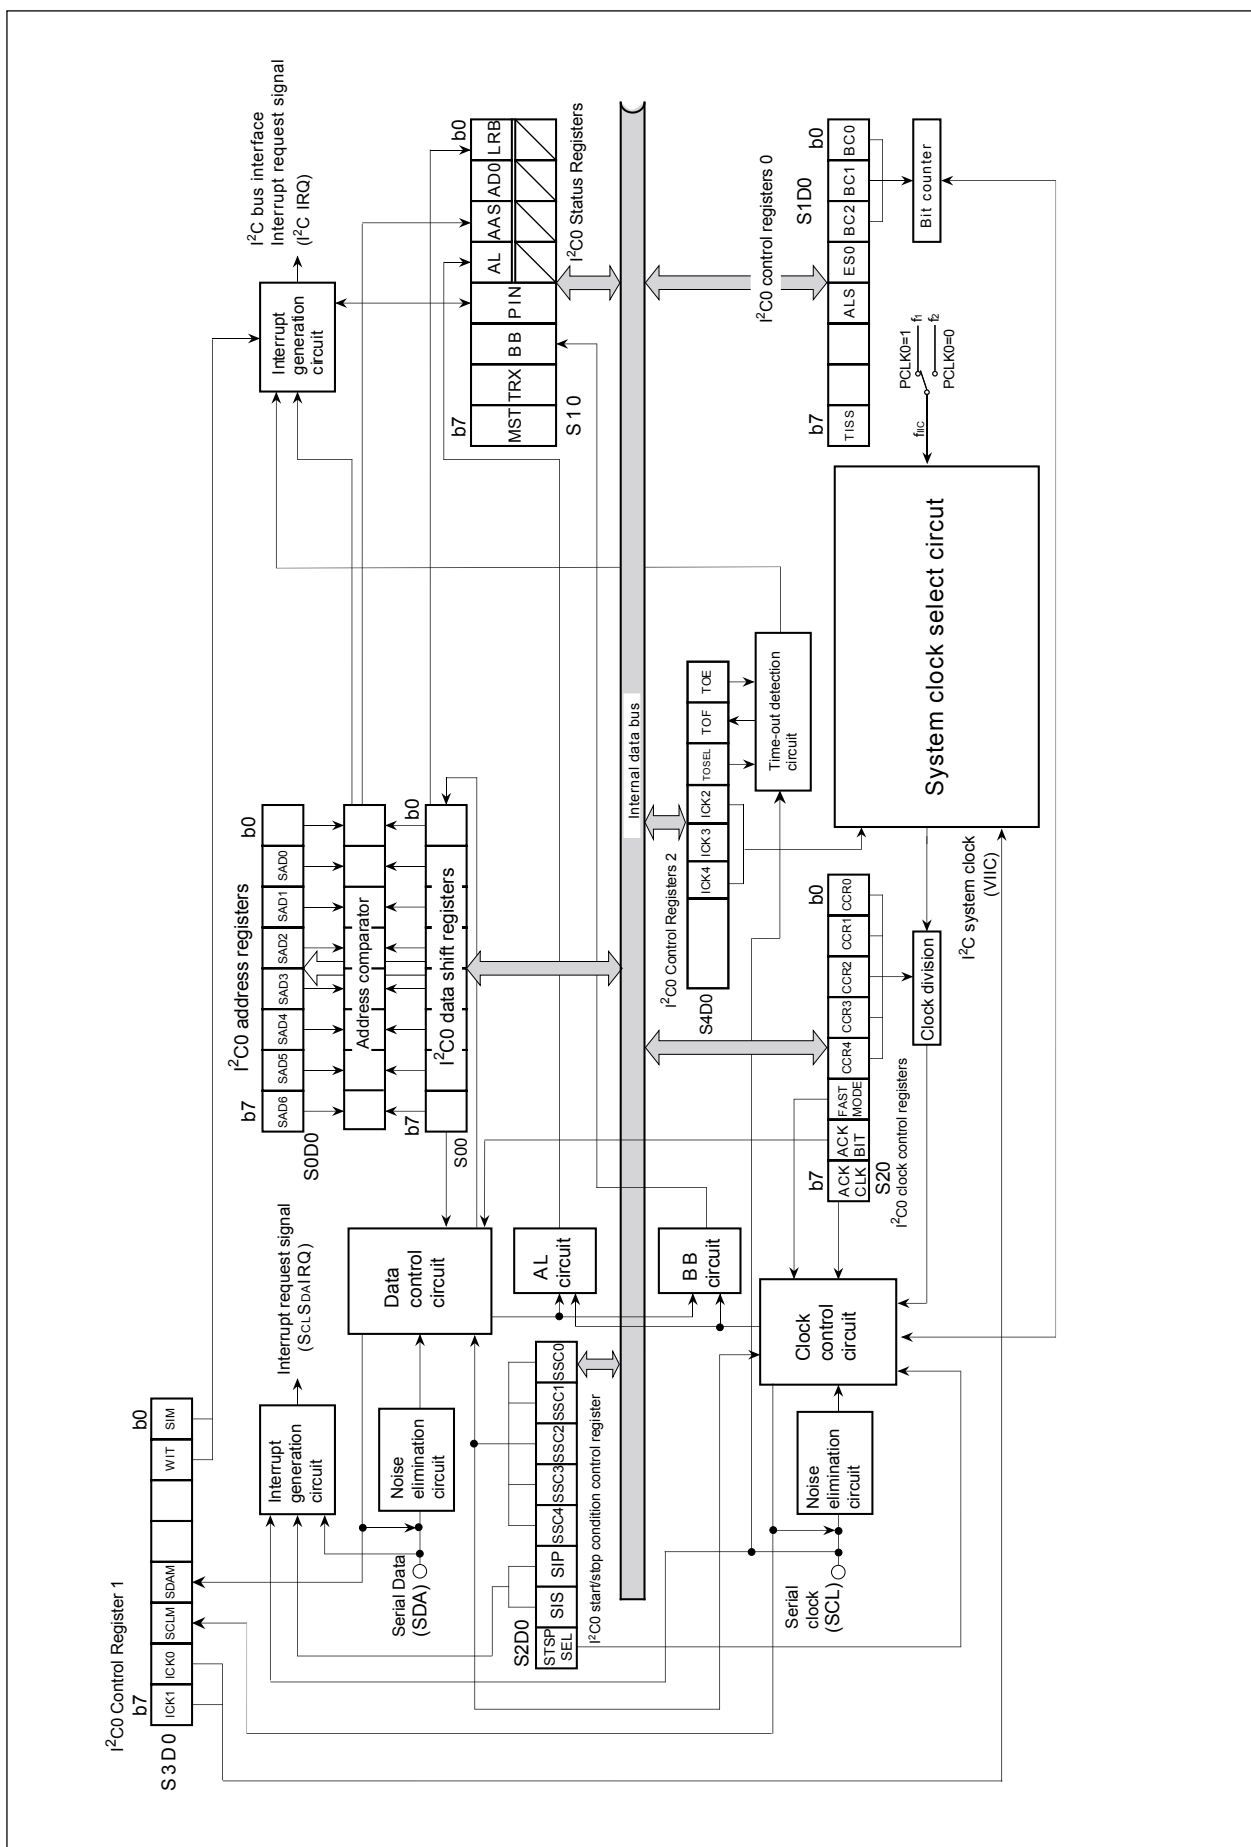 I²C0 Control Register 1
b7
b0
ICK1 ICK0 SCLM SDAM WIT SIM
S3D0
Interrupt
generation
circuit
Interrupt request signal
(SCLSDAIRQ)
Serial Data
(SDA)
Noise
elimination
circuit
Data
control
circuit
I²C0 address registers
b7
b0
SAD6 SAD5 SAD4 SAD3 SAD2 SAD1 SAD0
S0D0
Address comparator
b7
b0
I²C0 data shift registers
S00
Interrupt
generation
circuit
I²C bus interface
Interrupt request signal
(I²C IRQ)
b7
b0
MST TRX BB PIN AL AAS AD0 LRB
S10
I²C0 Status Registers
S2D0
STSP
SEL
SIS SIP SSC4 SSC3 SSC2 SSC1 SSC0
I²C0 start/stop condition control register
AL
circuit
BB
circuit
Internal data bus
I²C0 Control Registers 2
ICK4 ICK3 ICK2 TOSEL TOF TOE
S4D0
Time-out detection
circuit
I²C0 control registers 0
S1D0
b7
b0
TISS ALS ES0 BC2 BC1 BC0
Bit counter
Serial
clock
(SCL)
Noise
elimination
circuit
Clock
control
circuit
b7
b0
ACK
CLK
ACK
BIT
FAST
MODE
CCR4 CCR3 CCR2 CCR1 CCR0
S20
I²C0 clock control registers
Clock division
I²C system clock
(VIIC)
System clock select circut
fIIC
PCLK0=1
f1
f2
PCLK0=0